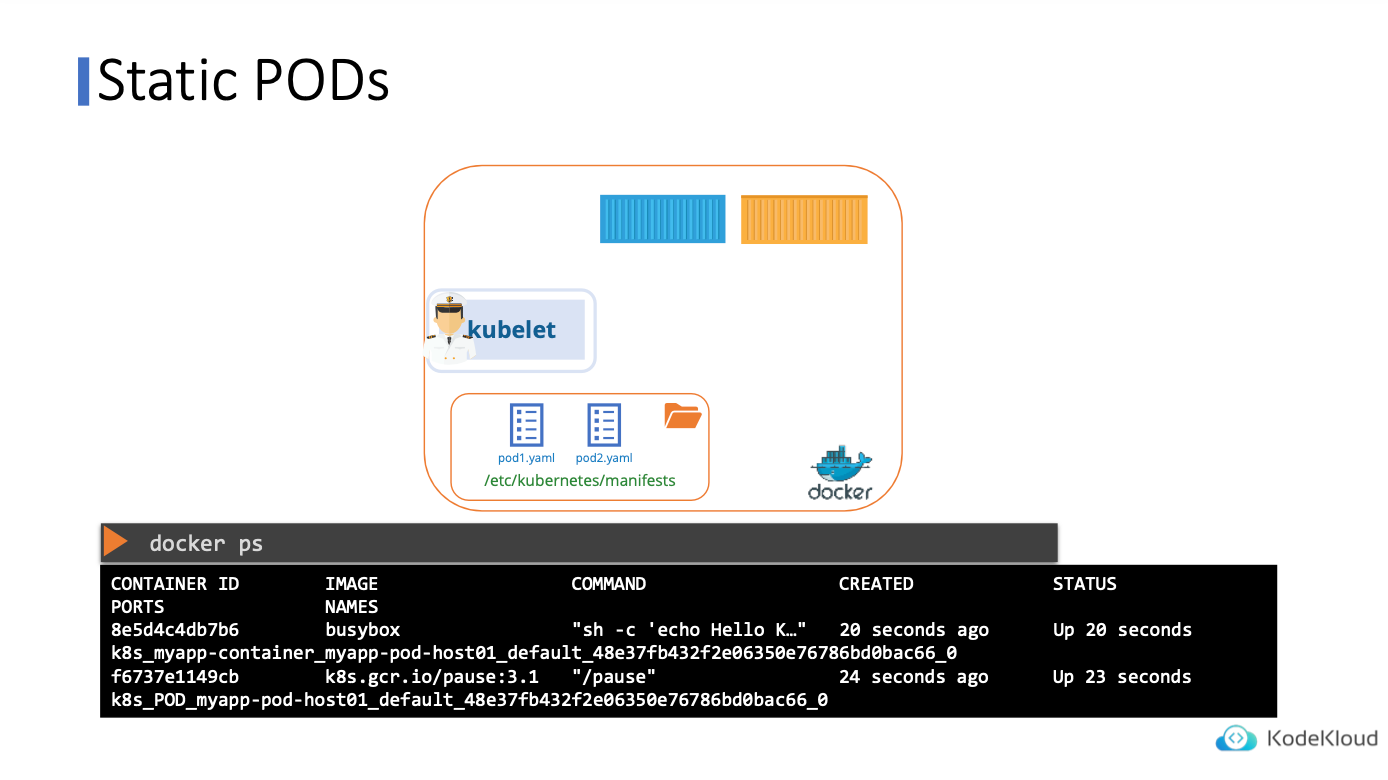 Static PODs
kubelet
pod1.yaml pod2.yaml
/etc/kubernetes/manifests
docker
docker ps
CONTAINER ID IMAGE COMMAND CREATED STATUS
PORTS NAMES
8e5d4c4db7b6 busybox "sh -c 'echo Hello K…" 20 seconds ago Up 20 seconds
k8s_myapp-container_myapp-pod-host01_default_48e37fb432f2e06350e76786bd0bac66_0
f6737e1149cb k8s.gcr.io/pause:3.1 "/pause" 24 seconds ago Up 23 seconds
k8s_POD_myapp-pod-host01_default_48e37fb432f2e06350e76786bd0bac66_0
KodeKloud